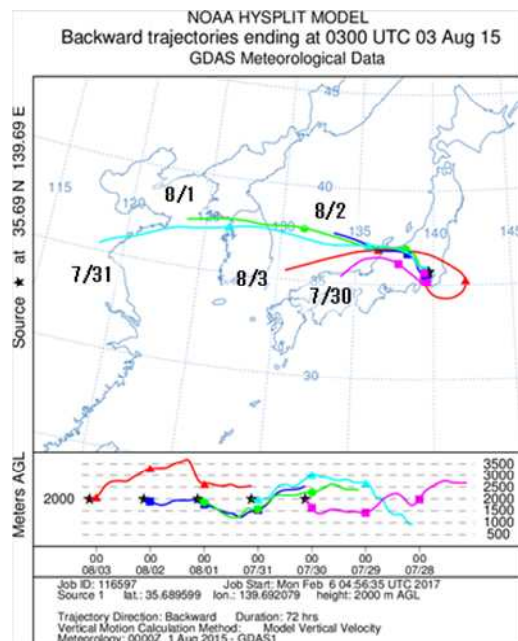 NOAA HYSPLIT MODEL
Backward trajectories ending at 0300 UTC 03 Aug 15
GDAS Meteorological Data
Source ★ at 35.69 N 139.69 E
45
115
120
8/1
40
8/2
135
140
145
7/31
8/3
7/30
35
30
Meters AGL
2000
3500
3000
2500
2000
1500
1000
500
00 00 00 00 00 00 00
08/03 08/02 08/01 07/31 07/30 07/29 07/28
Job ID: 116597 Job Start: Mon Feb 6 04:56:35 UTC 2017
Source 1 lat.: 35.689599 lon.: 139.692079 height: 2000 m AGL
Trajectory Direction: Backward Duration: 72 hrs
Vertical Motion Calculation Method: Model Vertical Velocity
Meteorology: 0000Z 1 Aug 2015 - GDAS1